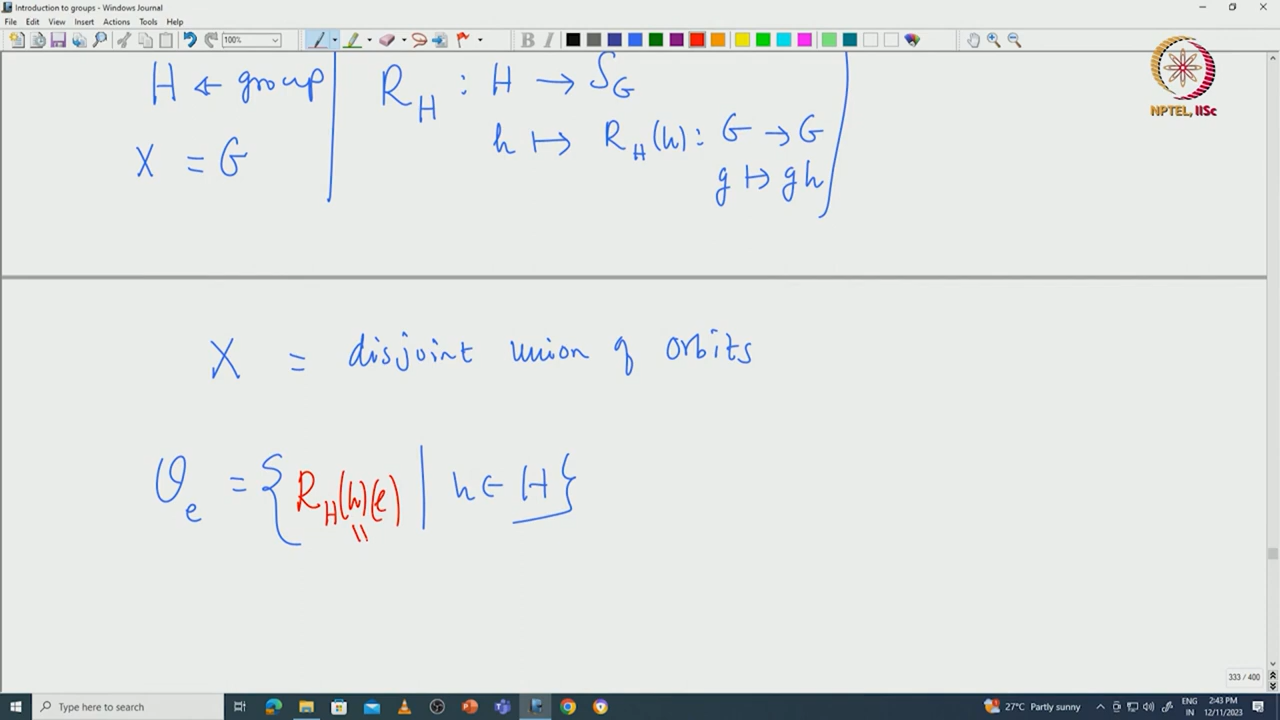 Introduction to groups - Windows Journal
File Edit View Insert Actions Tools Help
100%
B I
H ← group
X = G
R_H : H → S_G
h ↦ R_H(h) : G → G
g ↦ gh
NPTEL, IISc
X = disjoint union of orbits
O_e = { R_H(h)(e) | h ∈ H }
||
333 / 400
Type here to search
27°C Partly sunny
ENG
IN
2:43 PM
12/11/2023